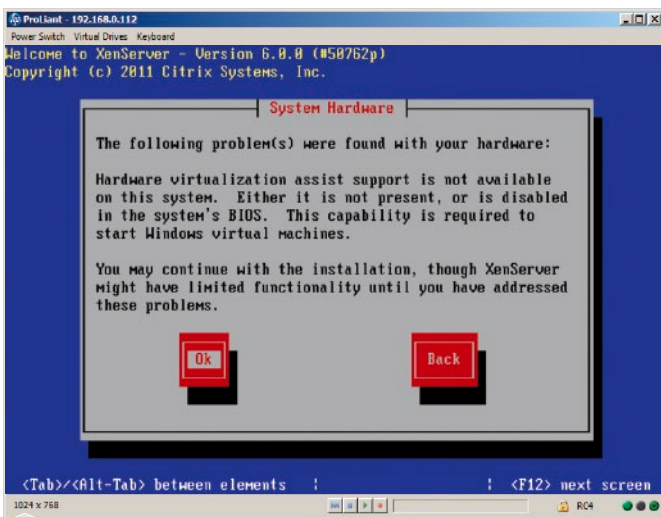 ProLiant - 192.168.0.112
Power Switch Virtual Drives Keyboard
Welcome to XenServer - Version 6.0.0 (#50762p)
Copyright (c) 2011 Citrix Systems, Inc.
System Hardware
The following problem(s) were found with your hardware:
Hardware virtualization assist support is not available
on this system. Either it is not present, or is disabled
in the system's BIOS. This capability is required to
start Windows virtual machines.
You may continue with the installation, though XenServer
might have limited functionality until you have addressed
these problems.
Ok Back
<Tab>/<Alt-Tab> between elements | | <F12> next screen
1024 x 768 RC4